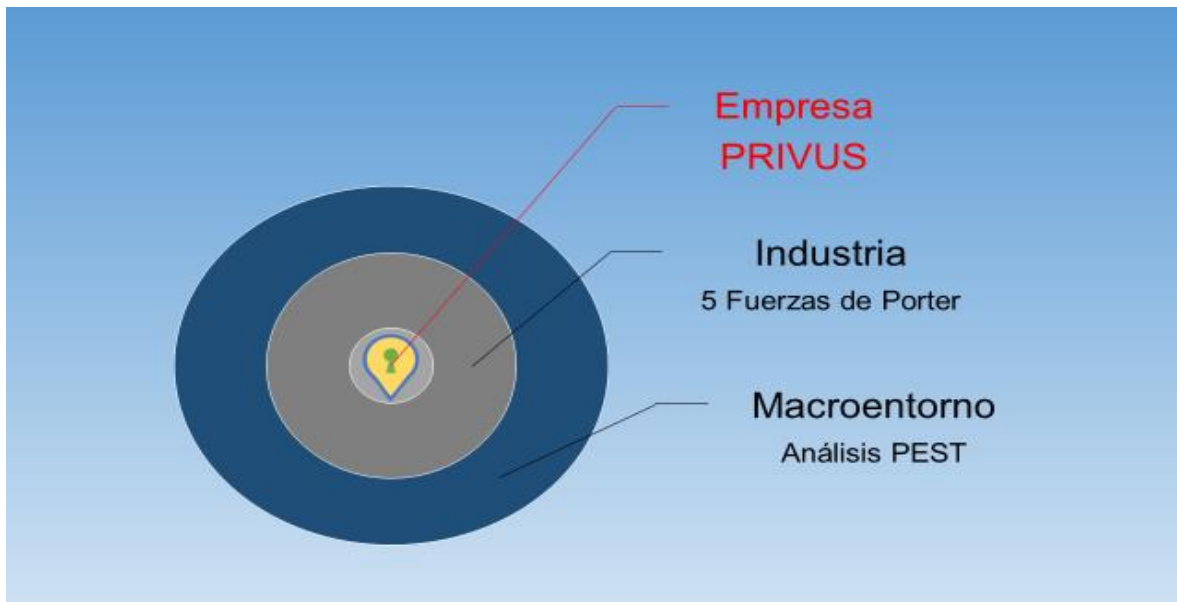 Empresa
PRIVUS
Industria
5 Fuerzas de Porter
Macroentorno
Análisis PEST